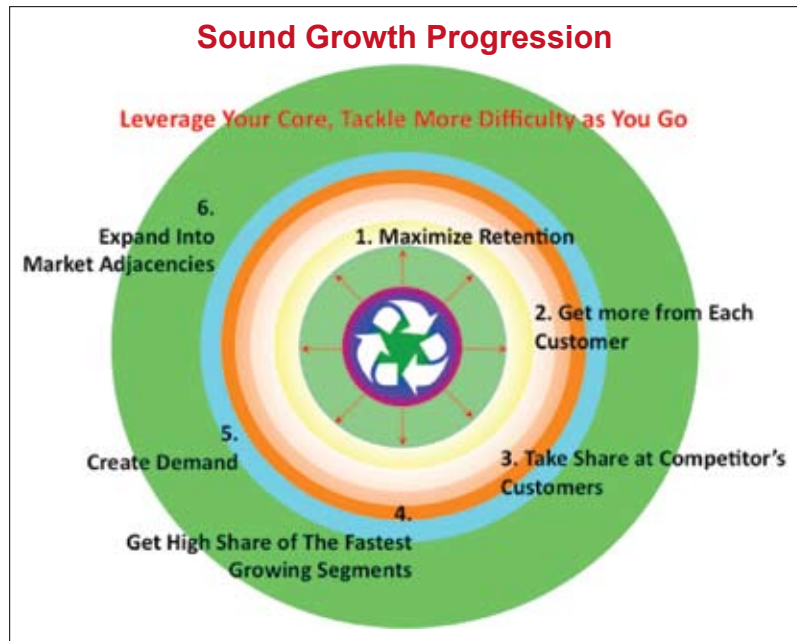 Sound Growth Progression
Leverage Your Core, Tackle More Difficulty as You Go
1. Maximize Retention
2. Get more from Each
Customer
3. Take Share at Competitor's
Customers
4.
Get High Share of The Fastest
Growing Segments
5.
Create Demand
6.
Expand Into
Market Adjacencies